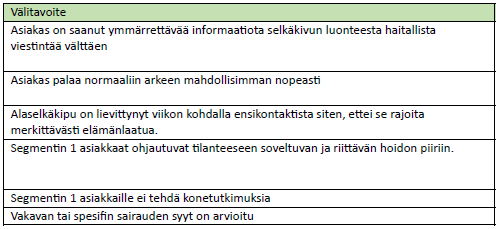 Välitavoite
Asiakas on saanut ymmärrettävää informaatiota selkäkivun luonteesta haitallista
viestintää välttäen
Asiakas palaa normaaliin arkeen mahdollisimman nopeasti
Alaselkäkipu on lievittynyt viikon kohdalla ensikontaktista siten, ettei se rajoita
merkittävästi elämänlaatua.
Segmentin 1 asiakkaat ohjautuvat tilanteeseen soveltuvan ja riittävän hoidon piiriin.
Segmentin 1 asiakkaille ei tehdä konetutkimuksia
Vakavan tai spesifin sairauden syyt on arvioitu